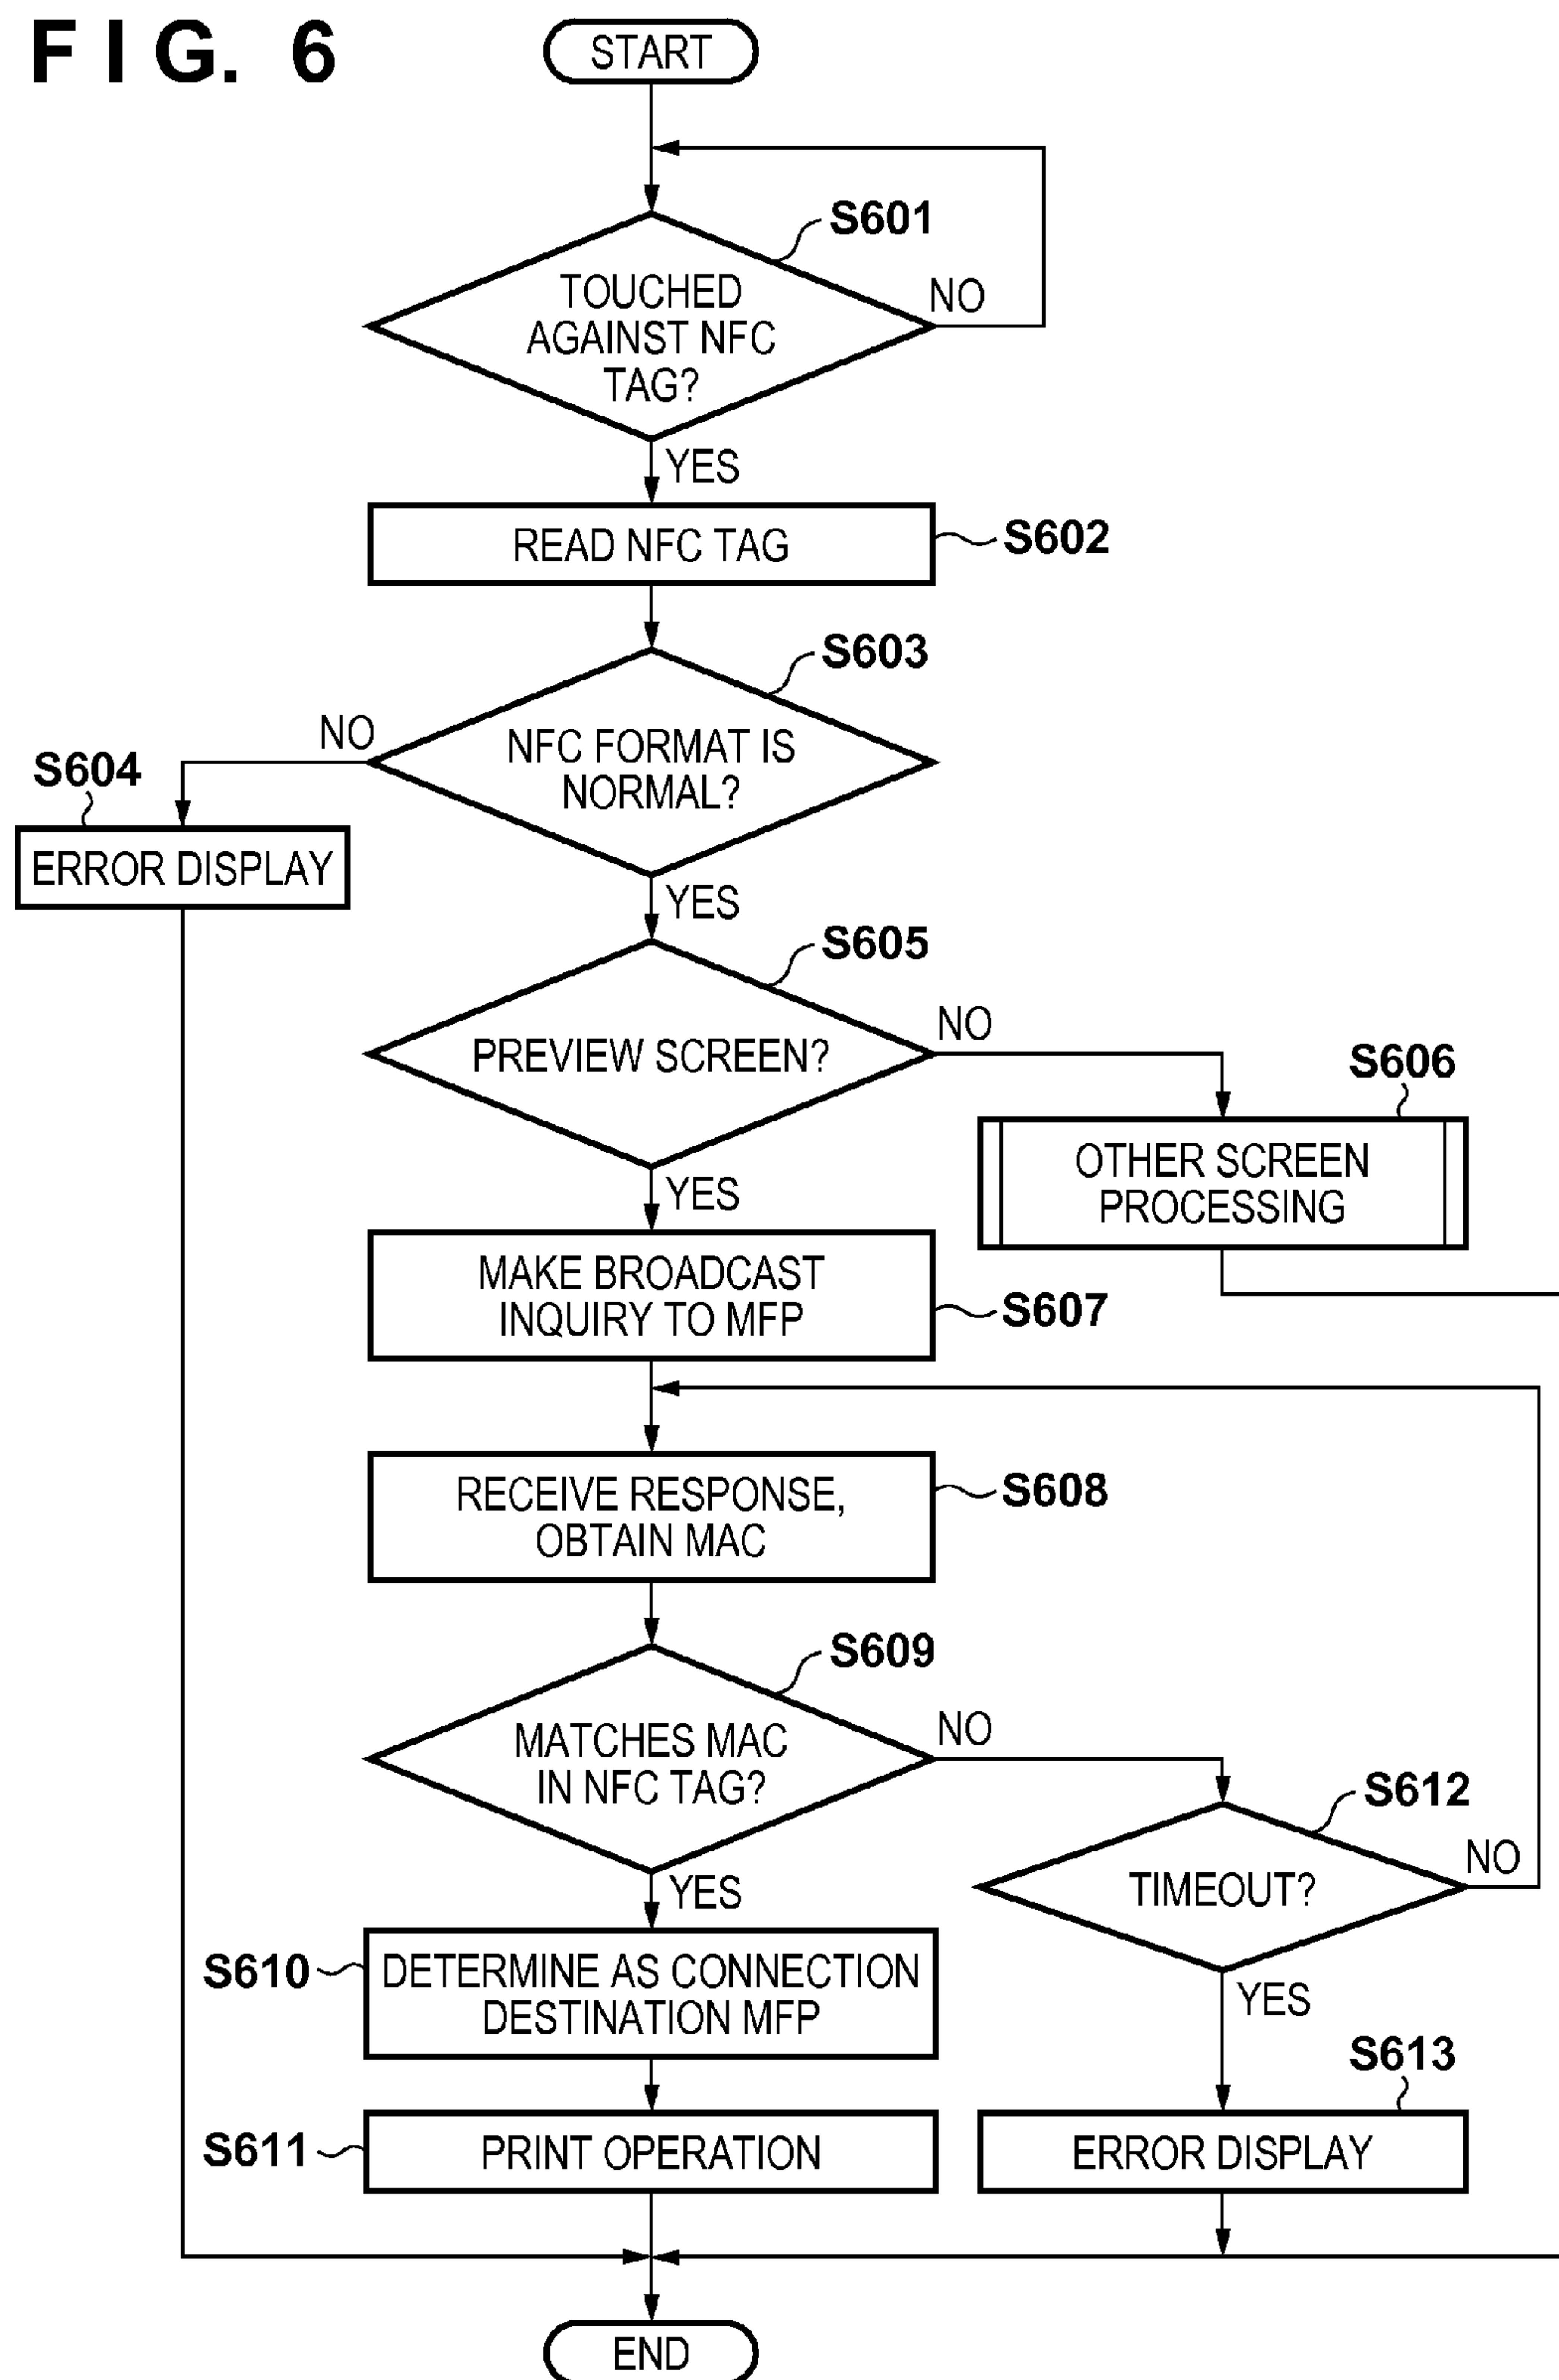 FIG. 6
START
S601
TOUCHED
AGAINST NFC
TAG?
NO
YES
READ NFC TAG
S602
S603
NO
NFC FORMAT IS
NORMAL?
S604
ERROR DISPLAY
YES
S605
NO
PREVIEW SCREEN?
S606
OTHER SCREEN
PROCESSING
YES
MAKE BROADCAST
INQUIRY TO MFP
S607
RECEIVE RESPONSE,
OBTAIN MAC
S608
S609
NO
MATCHES MAC
IN NFC TAG?
S612
NO
TIMEOUT?
YES
S610
DETERMINE AS CONNECTION
DESTINATION MFP
YES
S613
S611
PRINT OPERATION
ERROR DISPLAY
END